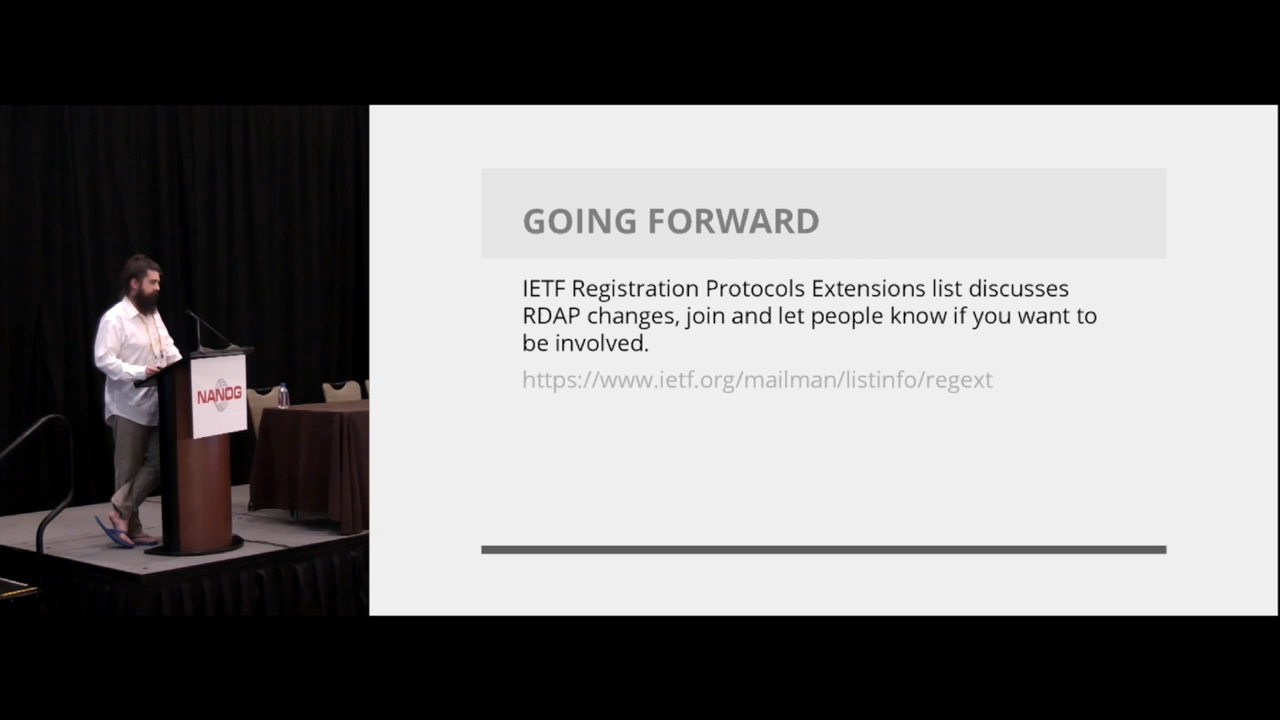 NANOG
GOING FORWARD
IETF Registration Protocols Extensions list discusses
RDAP changes, join and let people know if you want to
be involved.
https://www.ietf.org/mailman/listinfo/regext